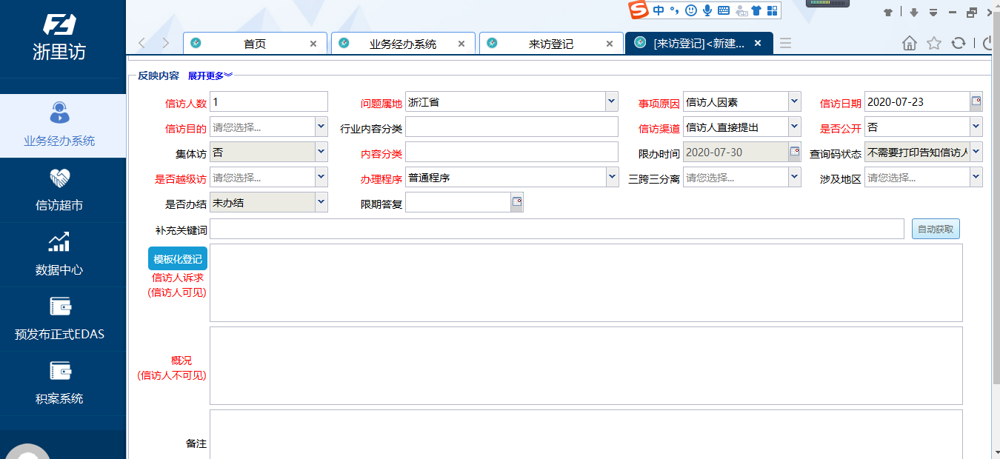 浙里访
业务经办系统
信访超市
数据中心
预发布正式EDAS
积案系统
中
首页
业务经办系统
来访登记
[来访登记]<新建...
反映内容 展开更多
信访人数 1 问题属地 浙江省 事项原因 信访人因素 信访日期 2020-07-23
信访目的 请您选择... 行业内容分类 信访渠道 信访人直接提出 是否公开 否
集体访 否 内容分类 限办时间 2020-07-30 查询码状态 不需要打印告知信访人
是否越级访 请您选择... 办理程序 普通程序 三跨三分离 请您选择... 涉及地区 请您选择...
是否办结 未办结 限期答复
补充关键词 自动获取
模板化登记
信访人诉求
(信访人可见)
概况
(信访人不可见)
备注